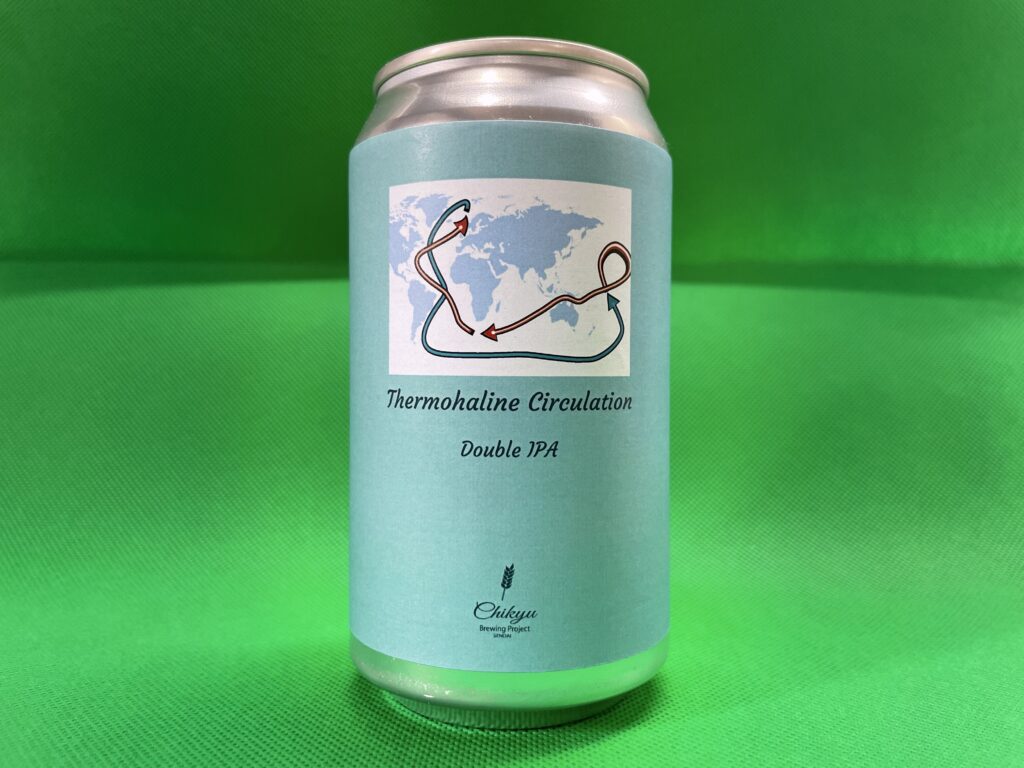 Thermohaline Circulation
Double IPA
Chikyu
Brewing Project
SENDAI